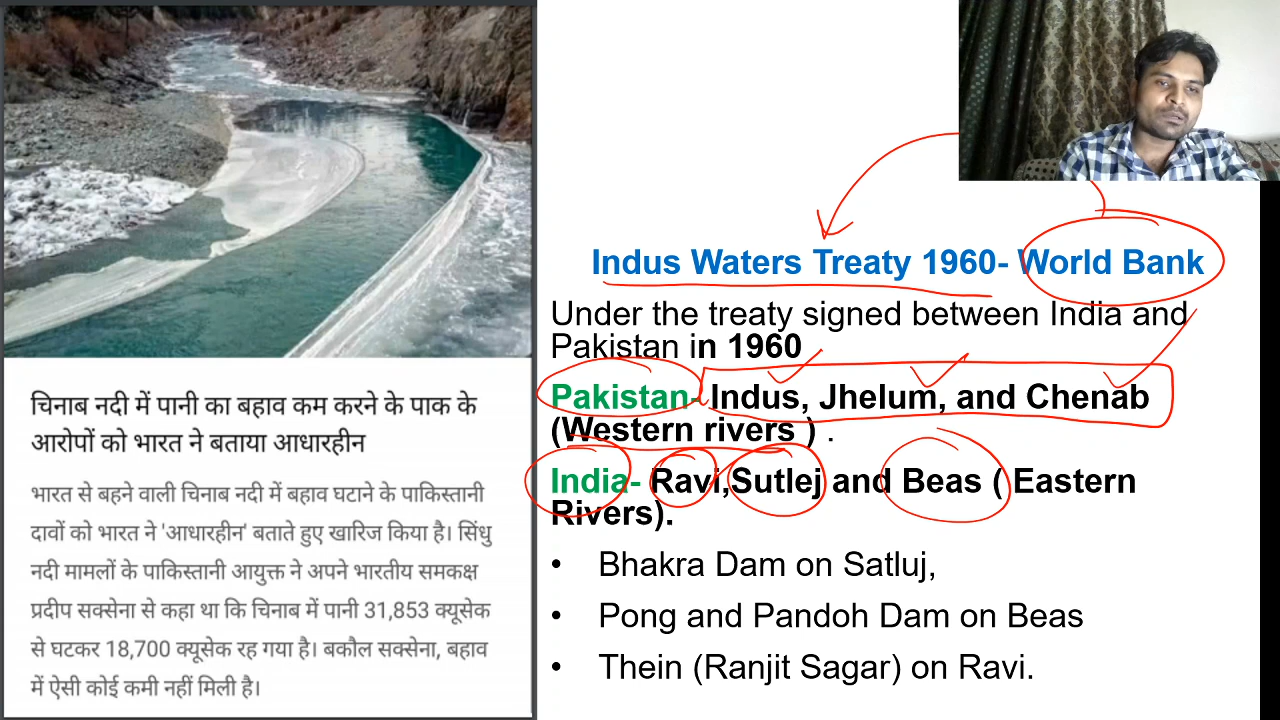 चिनाब नदी में पानी का बहाव कम करने के पाक के
आरोपों को भारत ने बताया आधारहीन
भारत से बहने वाली चिनाब नदी में बहाव घटाने के पाकिस्तानी
दावों को भारत ने 'आधारहीन' बताते हुए खारिज किया है। सिंधु
नदी मामलों के पाकिस्तानी आयुक्त ने अपने भारतीय समकक्ष
प्रदीप सक्सेना से कहा था कि चिनाब में पानी 31,853 क्यूसेक
से घटकर 18,700 क्यूसेक रह गया है। बकौल सक्सेना, बहाव
में ऐसी कोई कमी नहीं मिली है।
Indus Waters Treaty 1960- World Bank
Under the treaty signed between India and
Pakistan in 1960
Pakistan- Indus, Jhelum, and Chenab
(Western rivers ) .
India- Ravi,Sutlej and Beas ( Eastern
Rivers).
• Bhakra Dam on Satluj,
• Pong and Pandoh Dam on Beas
• Thein (Ranjit Sagar) on Ravi.